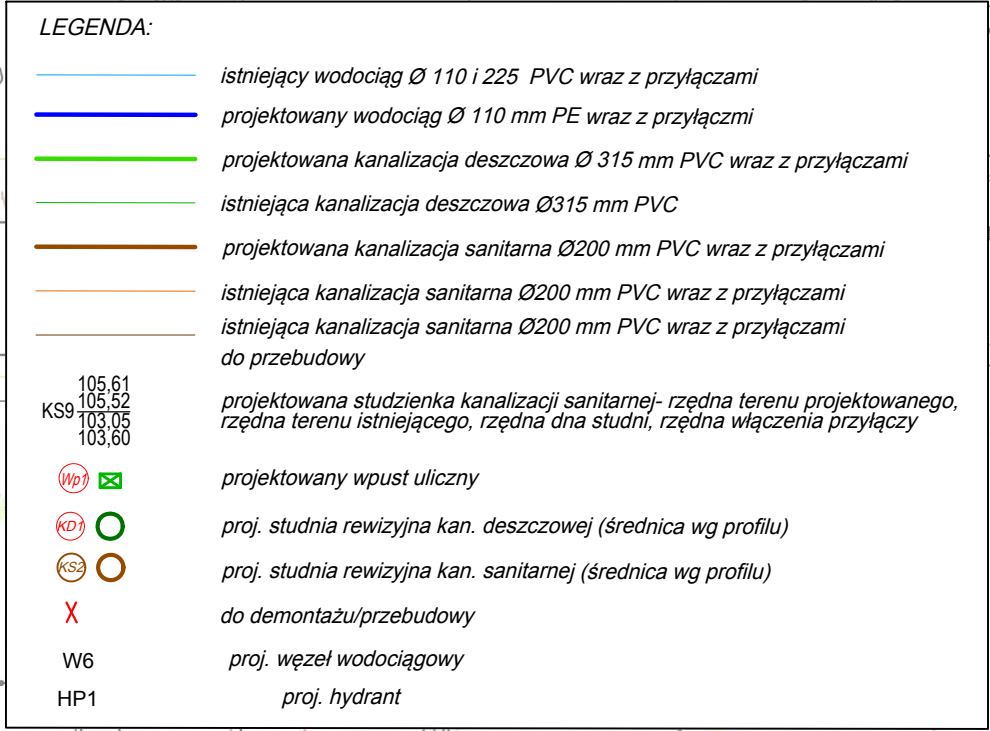 LEGENDA:
istniejący wodociąg Ø 110 i 225 PVC wraz z przyłączami
projektowany wodociąg Ø 110 mm PE wraz z przyłączmi
projektowana kanalizacja deszczowa Ø 315 mm PVC wraz z przyłączami
istniejąca kanalizacja deszczowa Ø315 mm PVC
projektowana kanalizacja sanitarna Ø200 mm PVC wraz z przyłączami
istniejąca kanalizacja sanitarna Ø200 mm PVC wraz z przyłączami
istniejąca kanalizacja sanitarna Ø200 mm PVC wraz z przyłączami
do przebudowy
105,61
KS9 105,52
103,05
103,60
projektowana studzienka kanalizacji sanitarnej- rzędna terenu projektowanego,
rzędna terenu istniejącego, rzędna dna studni, rzędna włączenia przyłączy
Wp1 projektowany wpust uliczny
KD1 proj. studnia rewizyjna kan. deszczowej (średnica wg profilu)
KS2 proj. studnia rewizyjna kan. sanitarnej (średnica wg profilu)
X do demontażu/przebudowy
W6 proj. węzeł wodociągowy
HP1 proj. hydrant